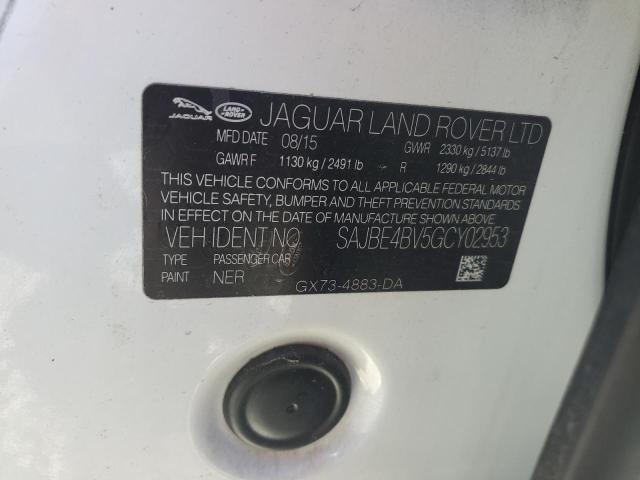 JAGUAR LAND ROVER JAGUAR LAND ROVER LTD
MFD DATE 08/15 GVWR 2330 kg / 5137 lb
GAWR F 1130 kg / 2491 lb R 1290 kg / 2844 lb
THIS VEHICLE CONFORMS TO ALL APPLICABLE FEDERAL MOTOR
VEHICLE SAFETY, BUMPER AND THEFT PREVENTION STANDARDS
IN EFFECT ON THE DATE OF MANUFACTURE SHOWN ABOVE.
VEH IDENT NO SAJBE4BV5GCY02953
TYPE PASSENGER CAR
PAINT NER
GX73-4883-DA